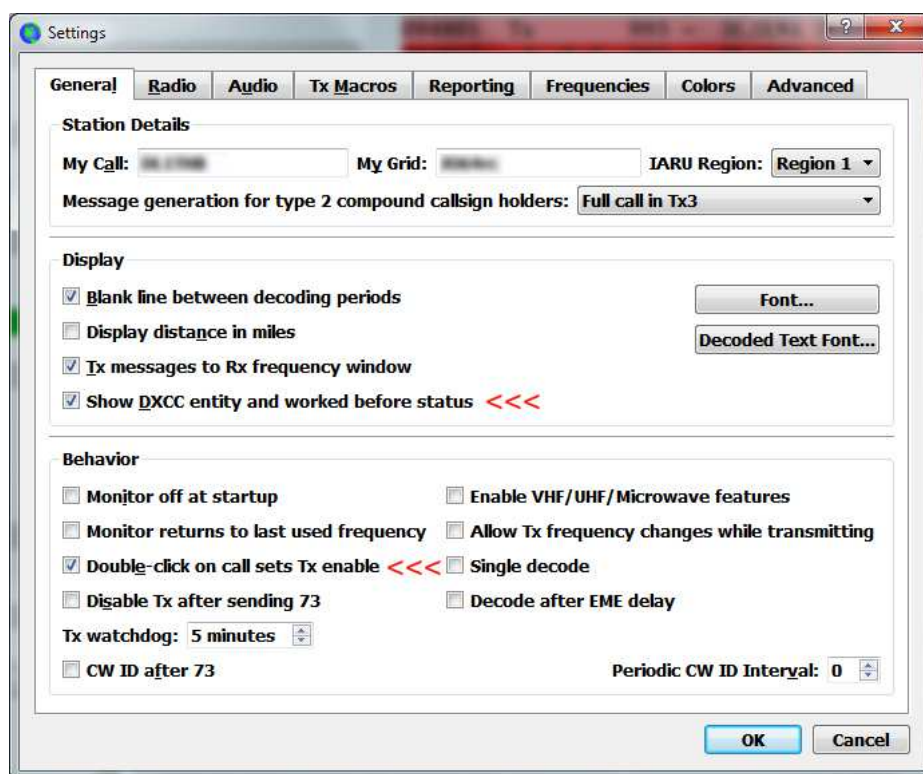 Settings
General Radio Audio Tx Macros Reporting Frequencies Colors Advanced
Station Details
My Call: My Grid: IARU Region: Region 1
Message generation for type 2 compound callsign holders: Full call in Tx3
Display
Blank line between decoding periods Font...
Display distance in miles Decoded Text Font...
Tx messages to Rx frequency window
Show DXCC entity and worked before status <<<
Behavior
Monitor off at startup Enable VHF/UHF/Microwave features
Monitor returns to last used frequency Allow Tx frequency changes while transmitting
Double-click on call sets Tx enable <<< Single decode
Disable Tx after sending 73 Decode after EME delay
Tx watchdog: 5 minutes
CW ID after 73 Periodic CW ID Interval: 0
OK Cancel